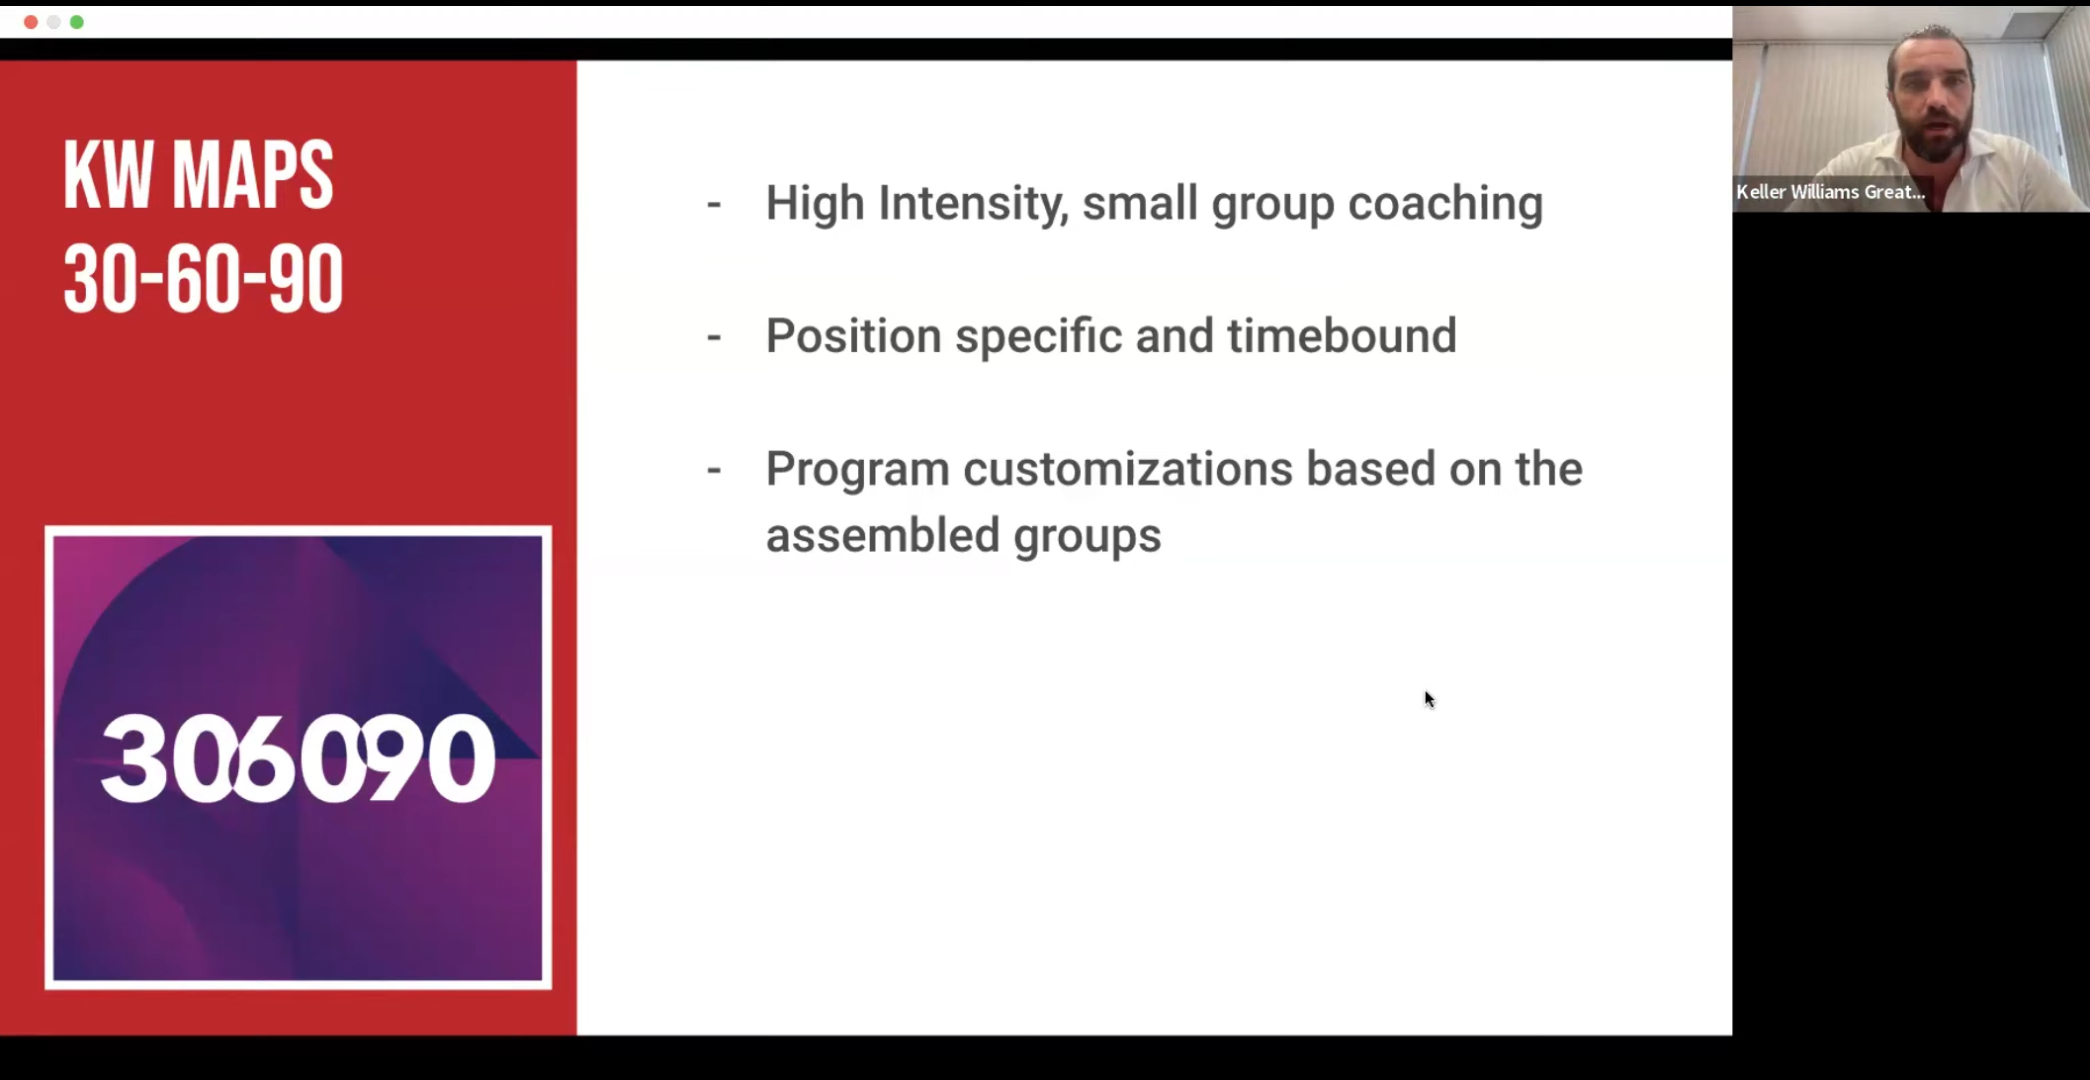 KW MAPS
30-60-90
306090
- High Intensity, small group coaching
- Position specific and timebound
- Program customizations based on the
assembled groups
Keller Williams Great...